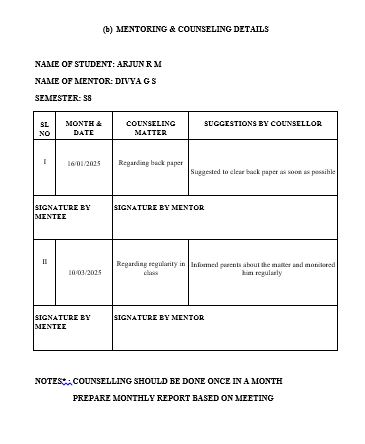 (b) MENTORING & COUNSELING DETAILS
NAME OF STUDENT: ARJUN R M
NAME OF MENTOR: DIVYA G S
SEMESTER: S8
SL NO
MONTH & DATE
COUNSELING MATTER
SUGGESTIONS BY COUNSELLOR
I
16/01/2025
Regarding back paper
Suggested to clear back paper as soon as possible
SIGNATURE BY MENTEE
SIGNATURE BY MENTOR
II
10/03/2025
Regarding regularity in class
Informed parents about the matter and monitored him regularly
SIGNATURE BY MENTEE
SIGNATURE BY MENTOR
NOTES*: COUNSELLING SHOULD BE DONE ONCE IN A MONTH
PREPARE MONTHLY REPORT BASED ON MEETING